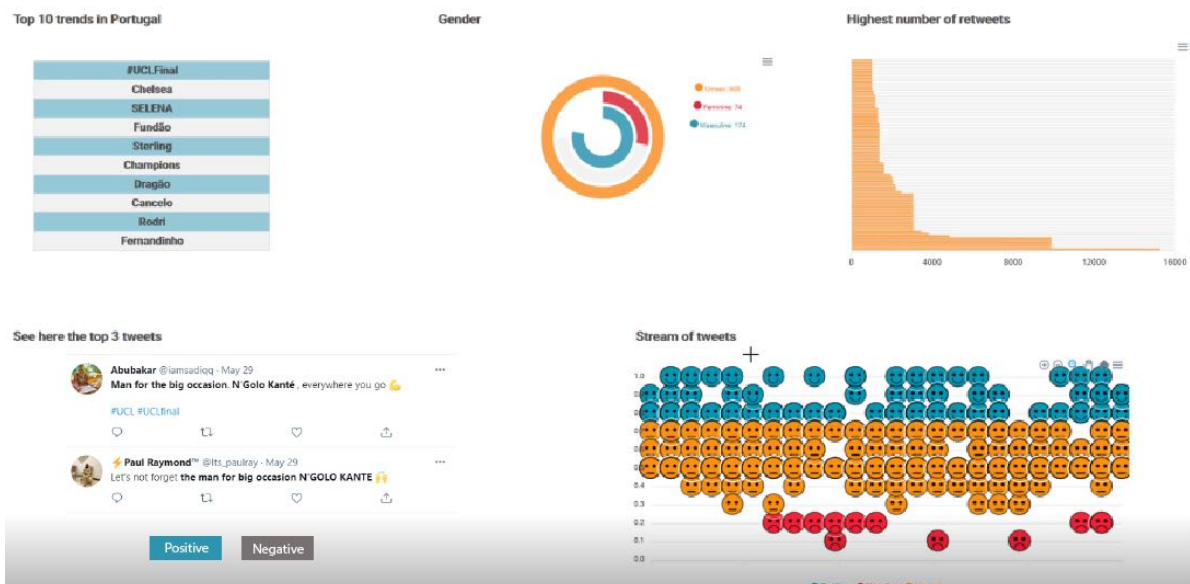 Top 10 trends in Portugal
#UCLFinal
Chelsea
SELENA
Fundão
Sterling
Champions
Dragão
Cancelo
Rodri
Fernandinho
Gender
Highest number of retweets
0 4000 8000 12000 16000
See here the top 3 tweets
Abubakar @iamsadiqq · May 29
Man for the big occasion. N'Golo Kanté , everywhere you go
#UCL #UCLfinal
Paul Raymond™ @Its_paulray · May 29
Let's not forget the man for big occasion N'GOLO KANTE
Positive
Negative
Stream of tweets
1.0
0.4
0.3
0.2
0.1
0.0